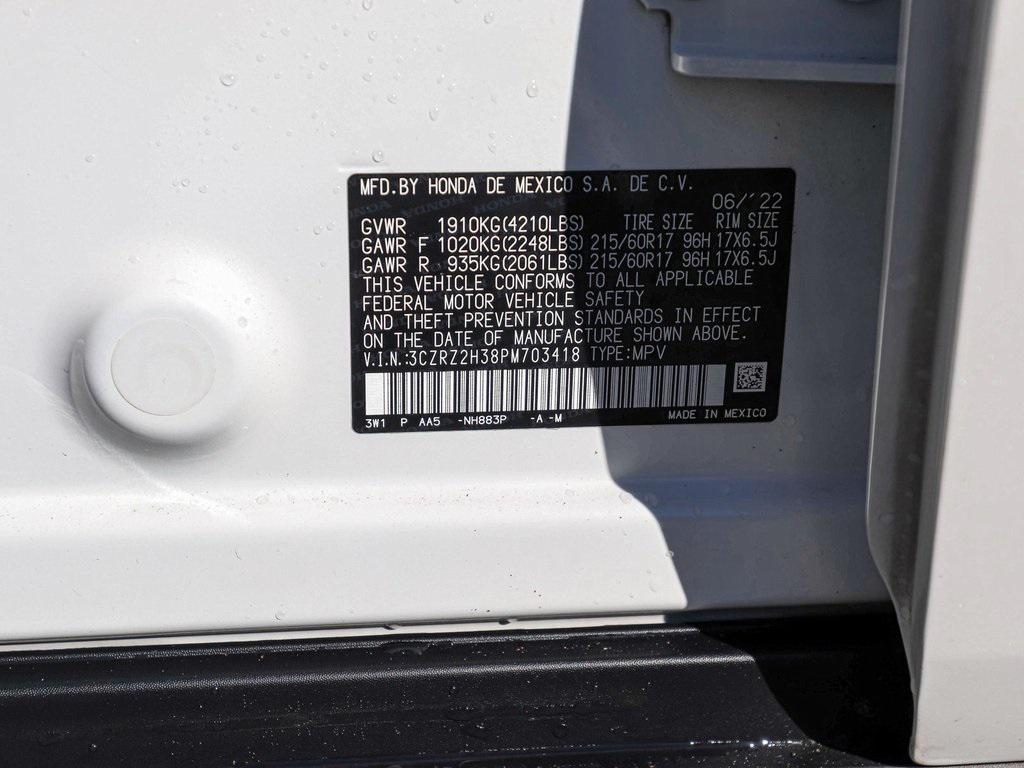 MFD.BY HONDA DE MEXICO S.A. DE C.V.
06/'22
GVWR 1910KG(4210LBS) TIRE SIZE RIM SIZE
GAWR F 1020KG(2248LBS) 215/60R17 96H 17X6.5J
GAWR R 935KG(2061LBS) 215/60R17 96H 17X6.5J
THIS VEHICLE CONFORMS TO ALL APPLICABLE
FEDERAL MOTOR VEHICLE SAFETY
AND THEFT PREVENTION STANDARDS IN EFFECT
ON THE DATE OF MANUFACTURE SHOWN ABOVE.
V.I.N.:3CZRZ2H38PM703418 TYPE:MPV
3W1 P AA5 -NH883P -A -M MADE IN MEXICO